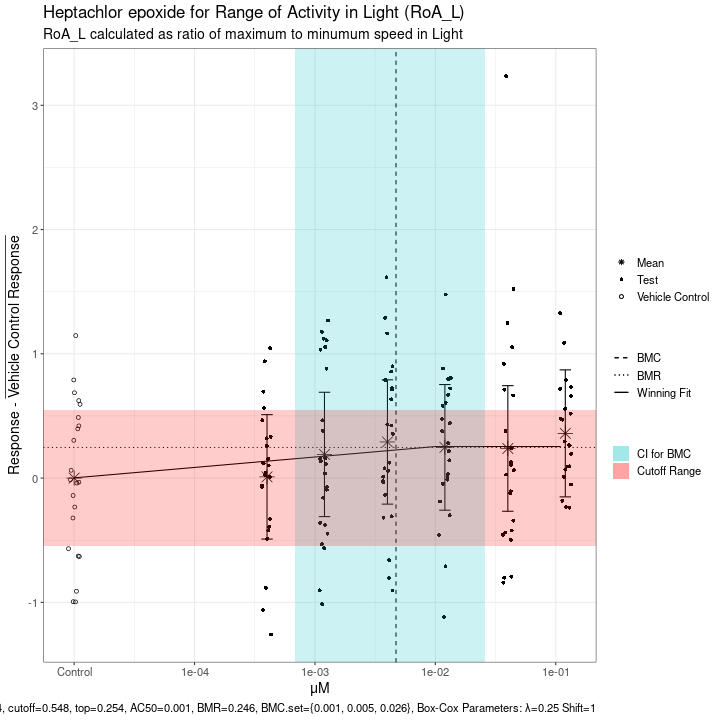 Heptachlor epoxide for Range of Activity in Light (RoA_L)
RoA_L calculated as ratio of maximum to minumum speed in Light
Response - Vehicle Control Response
3
2
1
0
-1
Control
1e-04
1e-03
1e-02
1e-01
μM
Mean
Test
Vehicle Control
BMC
BMR
Winning Fit
CI for BMC
Cutoff Range
, cutoff=0.548, top=0.254, AC50=0.001, BMR=0.246, BMC.set={0.001, 0.005, 0.026}, Box-Cox Parameters: λ=0.25 Shift=1